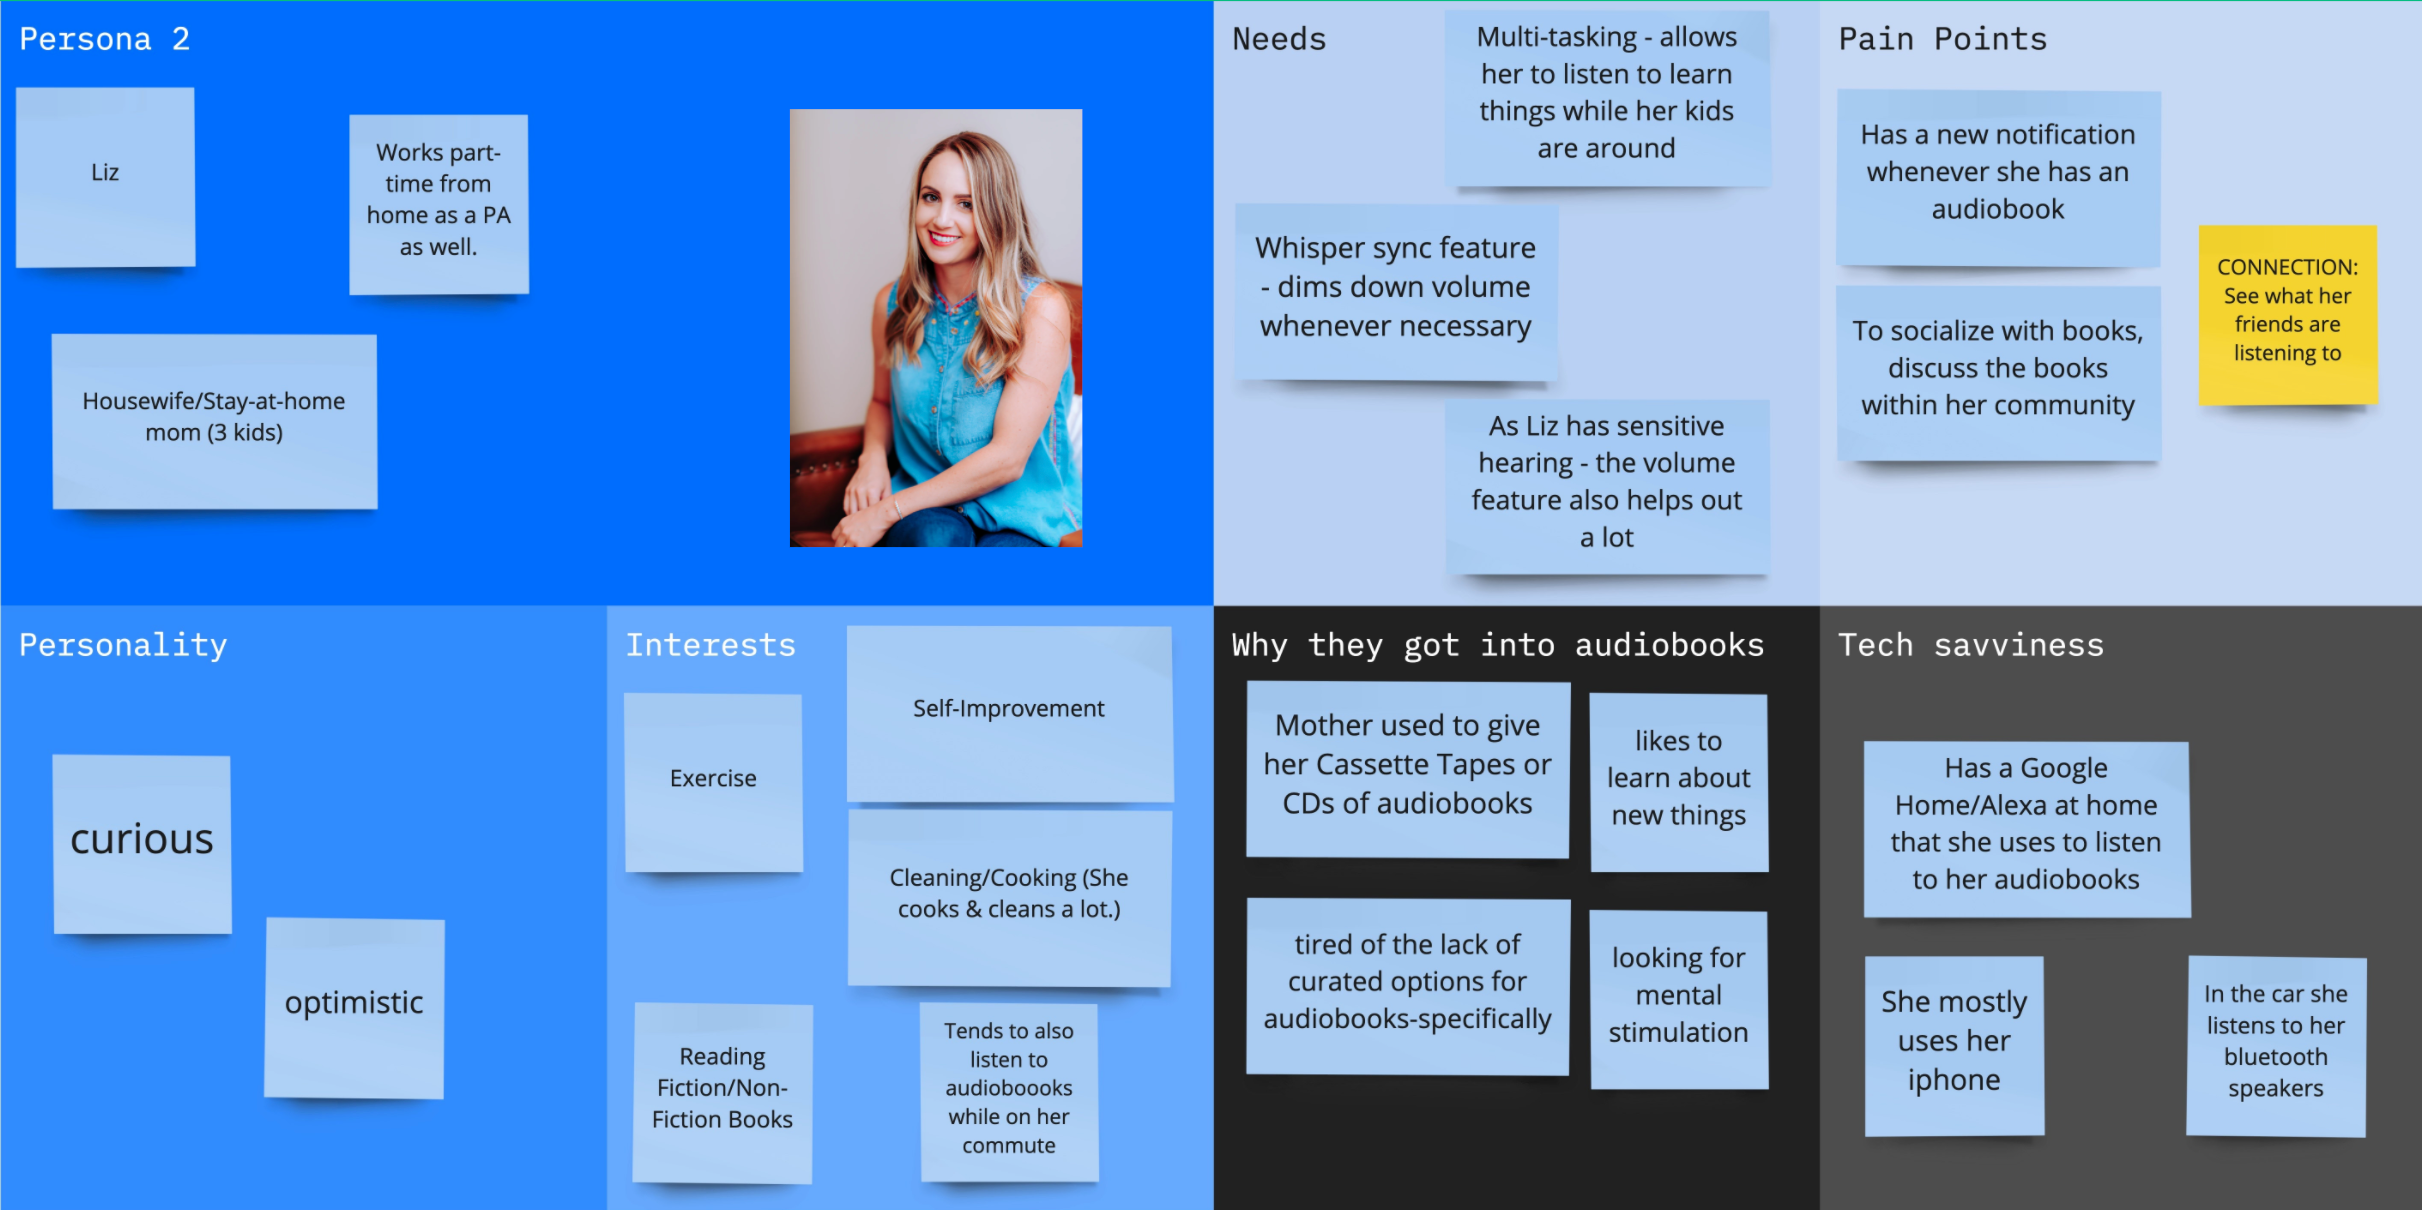 Persona 2
Liz
Works part-
time from
home as a PA
as well.
Housewife/Stay-at-home
mom (3 kids)
Needs
Multi-tasking - allows
her to listen to learn
things while her kids
are around
Whisper sync feature
- dims down volume
whenever necessary
As Liz has sensitive
hearing - the volume
feature also helps out
a lot
Pain Points
Has a new notification
whenever she has an
audiobook
To socialize with books,
discuss the books
within her community
CONNECTION:
See what her
friends are
listening to
Personality
curious
optimistic
Interests
Exercise
Self-Improvement
Cleaning/Cooking (She
cooks & cleans a lot.)
Reading
Fiction/Non-
Fiction Books
Tends to also
listen to
audioboooks
while on her
commute
Why they got into audiobooks
Mother used to give
her Cassette Tapes or
CDs of audiobooks
likes to
learn about
new things
tired of the lack of
curated options for
audiobooks-specifically
looking for
mental
stimulation
Tech savviness
Has a Google
Home/Alexa at home
that she uses to listen
to her audiobooks
She mostly
uses her
iphone
In the car she
listens to her
bluetooth
speakers